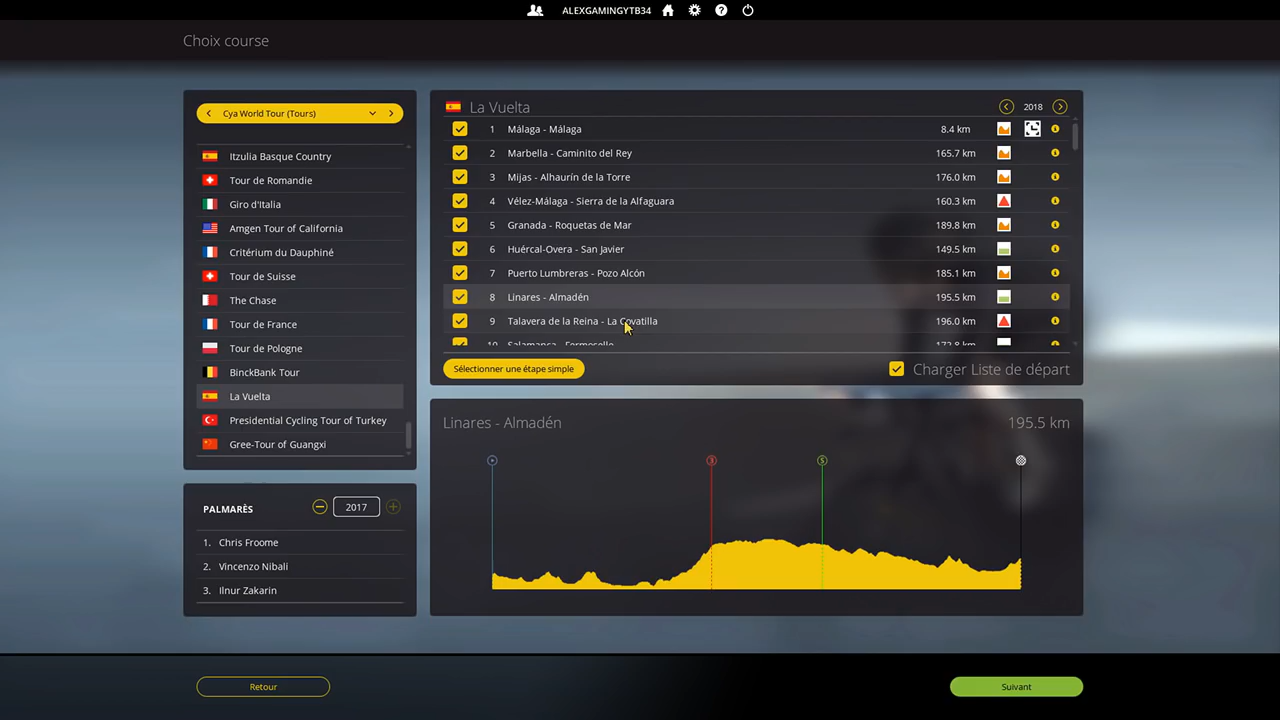 ALEXGAMINGYTB34
Choix course
Cya World Tour (Tours)
Itzulia Basque Country
Tour de Romandie
Giro d'Italia
Amgen Tour of California
Critérium du Dauphiné
Tour de Suisse
The Chase
Tour de France
Tour de Pologne
BinckBank Tour
La Vuelta
Presidential Cycling Tour of Turkey
Gree-Tour of Guangxi
PALMARÈS 2017
1. Chris Froome
2. Vincenzo Nibali
3. Ilnur Zakarin
La Vuelta 2018
1 Málaga - Málaga 8.4 km
2 Marbella - Caminito del Rey 165.7 km
3 Mijas - Alhaurín de la Torre 176.0 km
4 Vélez-Málaga - Sierra de la Alfaguara 160.3 km
5 Granada - Roquetas de Mar 189.8 km
6 Huércal-Overa - San Javier 149.5 km
7 Puerto Lumbreras - Pozo Alcón 185.1 km
8 Linares - Almadén 195.5 km
9 Talavera de la Reina - La Covatilla 196.0 km
10 Salamanca - Fermoselle 172.8 km
Sélectionner une étape simple
Charger Liste de départ
Linares - Almadén 195.5 km
3 S
Retour
Suivant